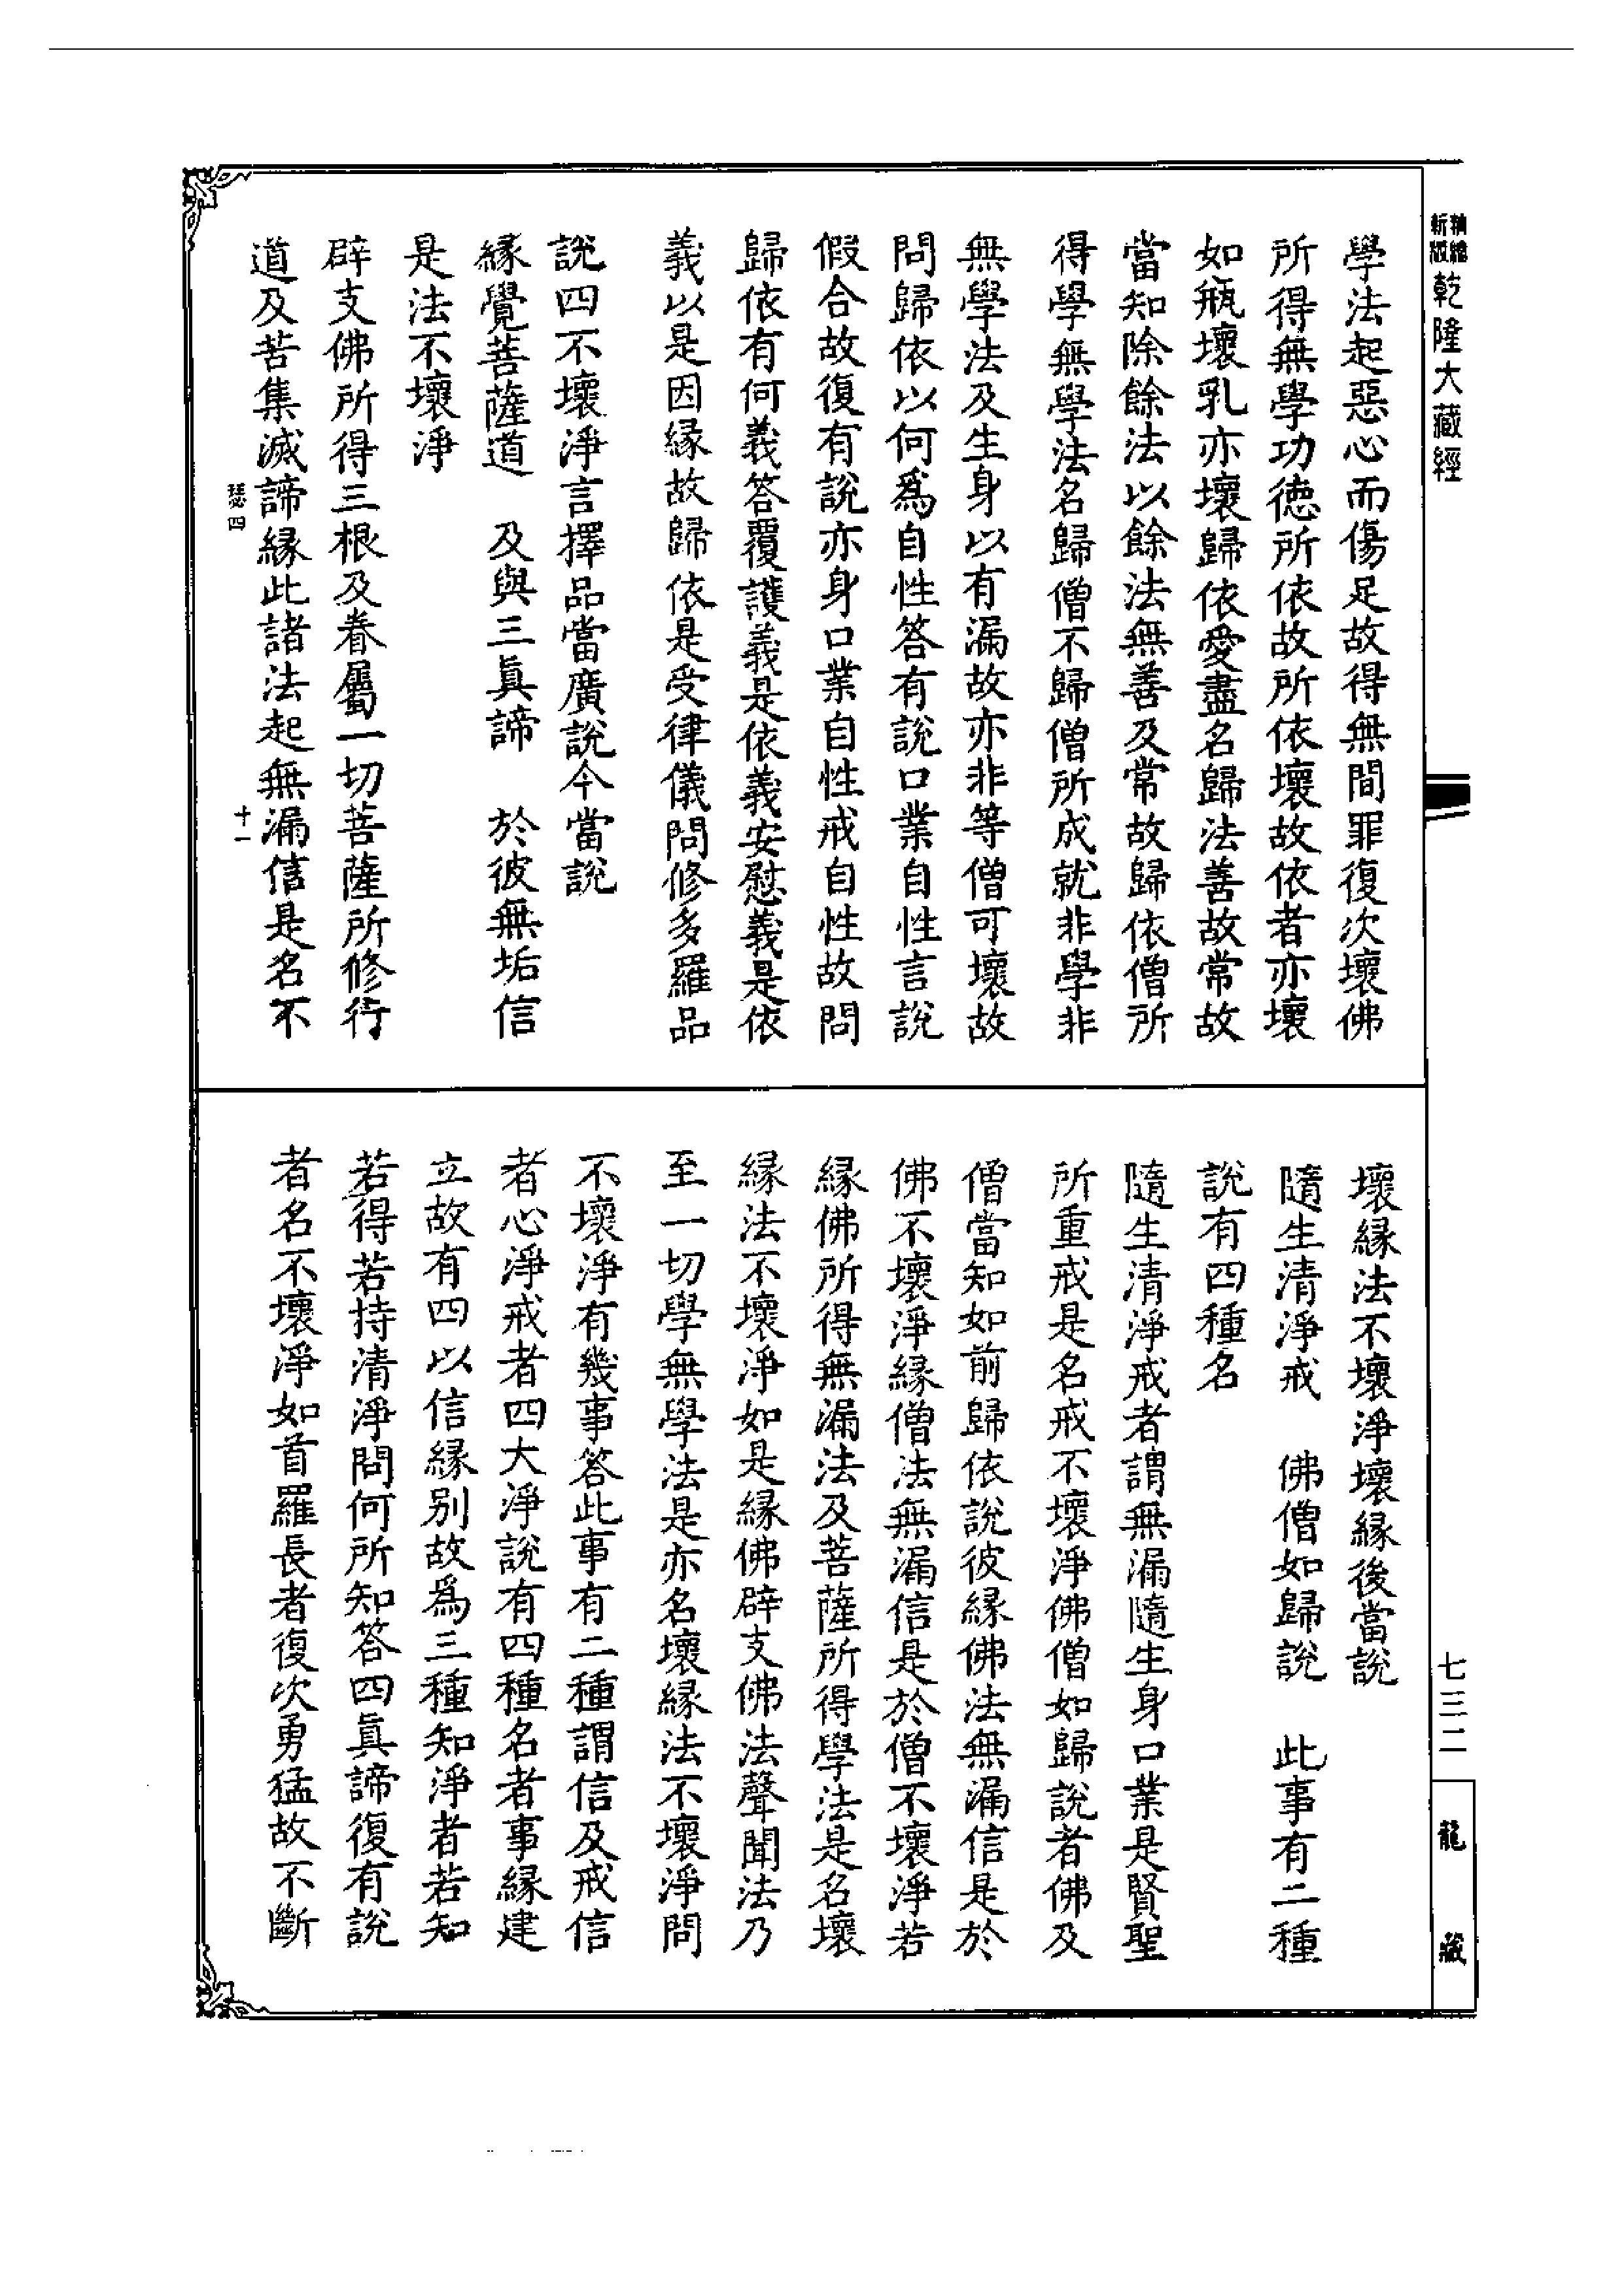 精繪
新版
乾隆大藏經
學法起惡心而傷足故得無間罪復次壞佛
所得無學功徳所依故所依壞故依者亦壞
如瓶壞乳亦壞歸依愛盡名歸法善故常故
當知除餘法以餘法無善及常故歸依僧所
得學無學法名歸僧不歸僧所成就非學非
無學法及生身以有漏故亦非等僧可壞故
問歸依以何爲自性答有說口業自性言說
假合故復有說亦身口業自性戒自性故問
歸依有何義答覆護義是依義安慰義是依
義以是因縁故歸依是受律儀問修多羅品
說四不壞淨言擇品當廣說今當說
縁覺菩薩道 及與三眞諦 於彼無垢信
是法不壞淨
辟支佛所得三根及眷屬一切菩薩所修行
道及苦集滅諦縁此諸法起無漏信是名不
瑟四
十一
壞縁法不壞淨壞縁後當説
隨生清淨戒 佛僧如歸說 此事有二種
說有四種名
隨生清淨戒者謂無漏隨生身口業是賢聖
所重戒是名戒不壞淨佛僧如歸說者佛及
僧當知如前歸依說彼縁佛法無漏信是於
佛不壞淨縁僧法無漏信是於僧不壞淨若
縁佛所得無漏法及菩薩所得學法是名壞
縁法不壞淨如是縁佛辟支佛法聲聞法乃
至一切學無學法是亦名壞縁法不壞淨問
不壞淨有幾事答此事有二種謂信及戒信
者心淨戒者四大淨說有四種名者事縁建
立故有四以信縁别故爲三種知淨者若知
若得若持清淨問何所知答四眞諦復有說
者名不壞淨如首羅長者復次勇猛故不斷
七三二
龍藏